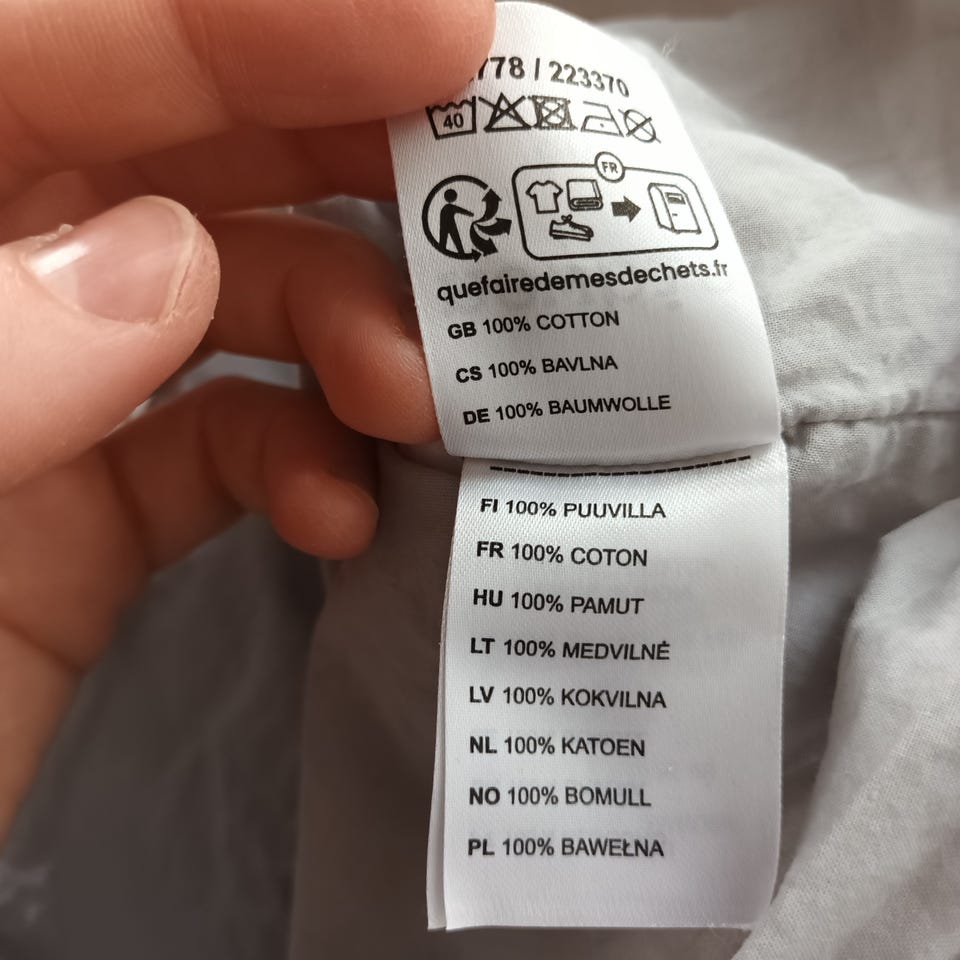 778 / 223370
40
FR
quefairedemesdechets.fr
GB 100% COTTON
CS 100% BAVLNA
DE 100% BAUMWOLLE
FI 100% PUUVILLA
FR 100% COTON
HU 100% PAMUT
LT 100% MEDVILNĖ
LV 100% KOKVILNA
NL 100% KATOEN
NO 100% BOMULL
PL 100% BAWEŁNA